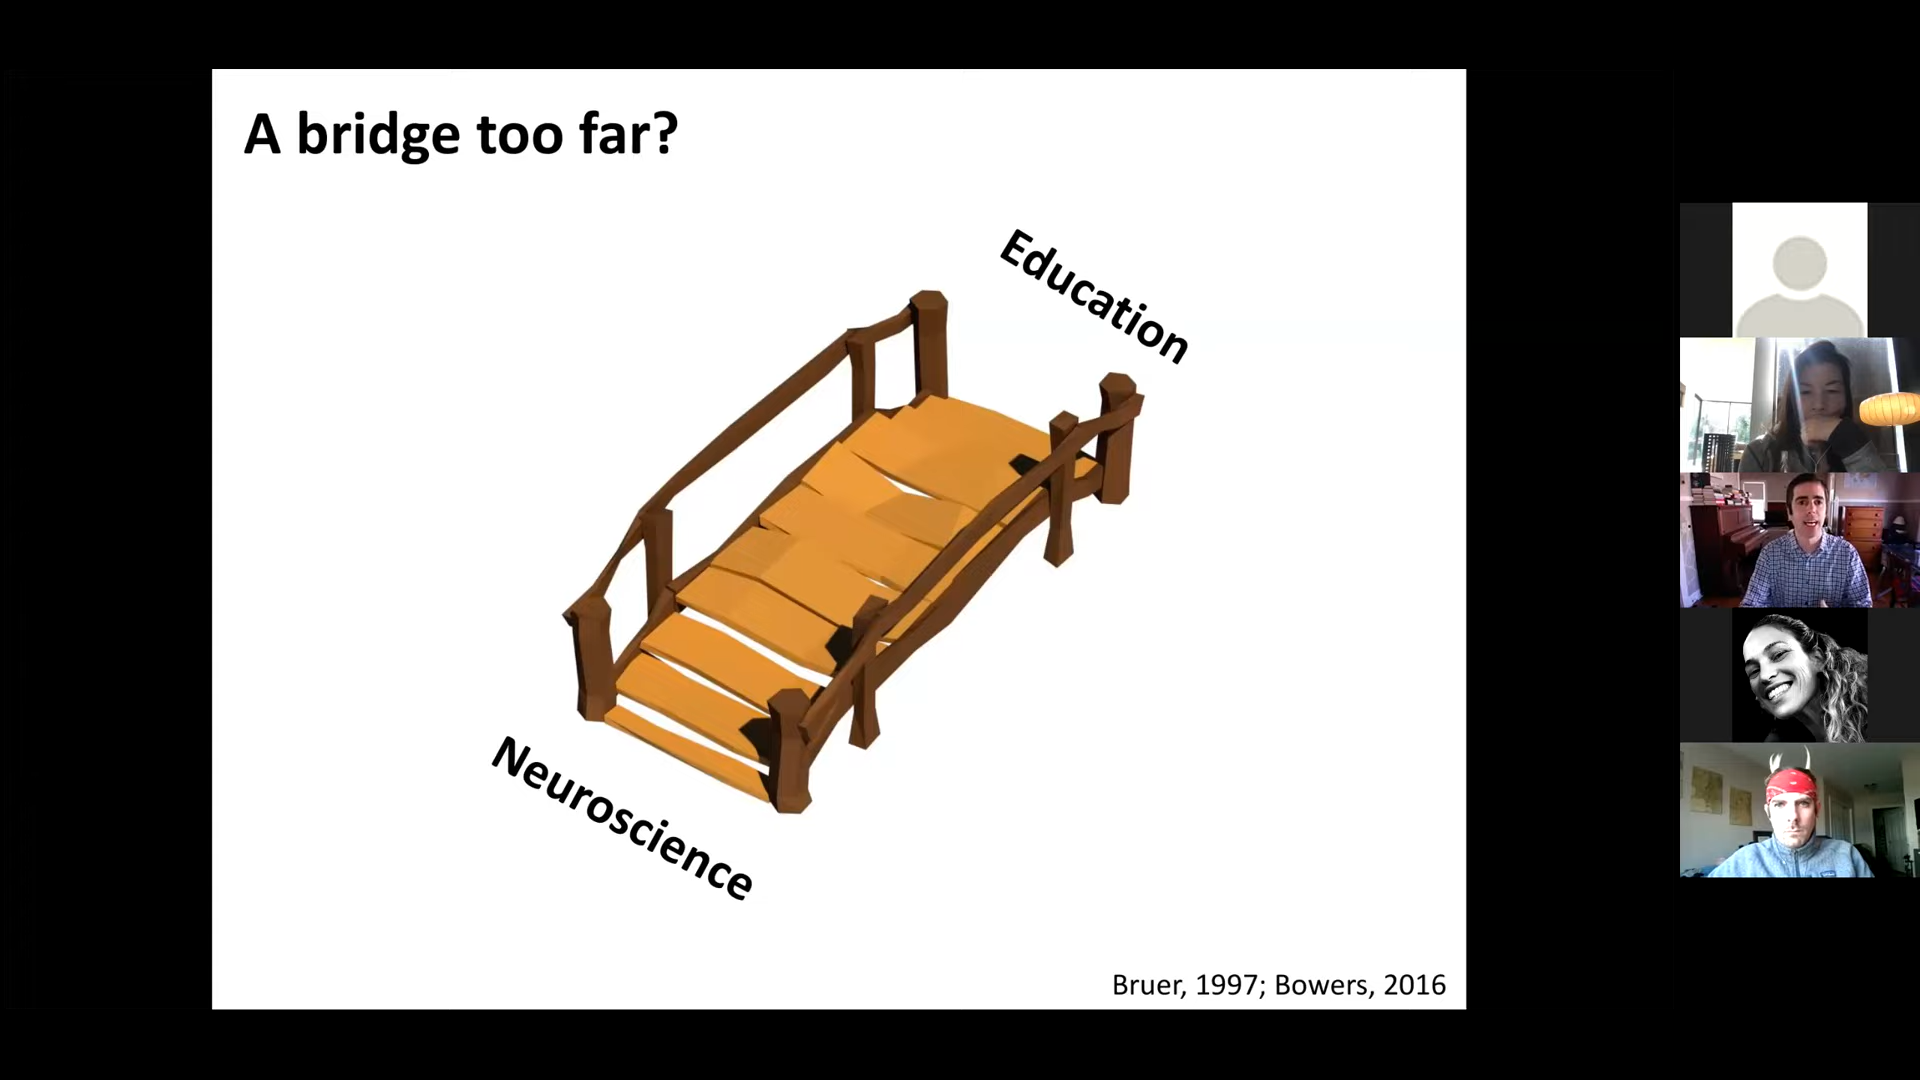 A bridge too far?
Education
Neuroscience
Bruer, 1997; Bowers, 2016